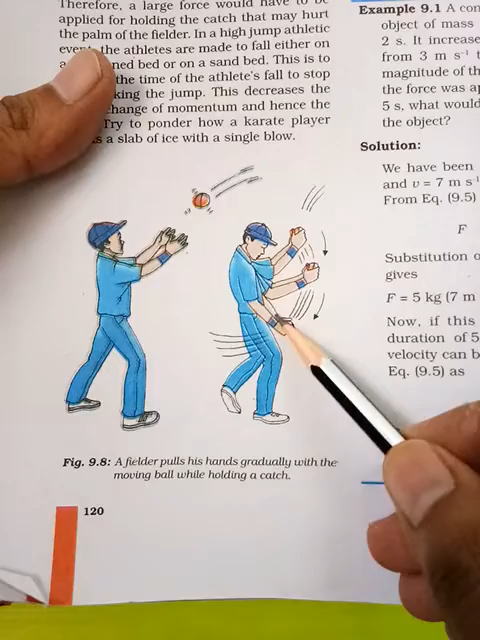 Therefore, a large force would have to be
applied for holding the catch that may hurt
the palm of the fielder. In a high jump athletic
event, the athletes are made to fall either on
a bed or on a sand bed. This is to
the time of the athlete's fall to stop
the jump. This decreases the
change of momentum and hence the
Try to ponder how a karate player
a slab of ice with a single blow.
Fig. 9.8: A fielder pulls his hands gradually with the
moving ball while holding a catch.
120
Example 9.1 A con
object of mass
2 s. It increase
from 3 m s⁻¹ t
magnitude of th
the force was ap
5 s, what would
the object?
Solution:
We have been
and υ = 7 m s⁻¹
From Eq. (9.5)
F
Substitution o
gives
F = 5 kg (7 m
Now, if this
duration of 5
velocity can b
Eq. (9.5) as